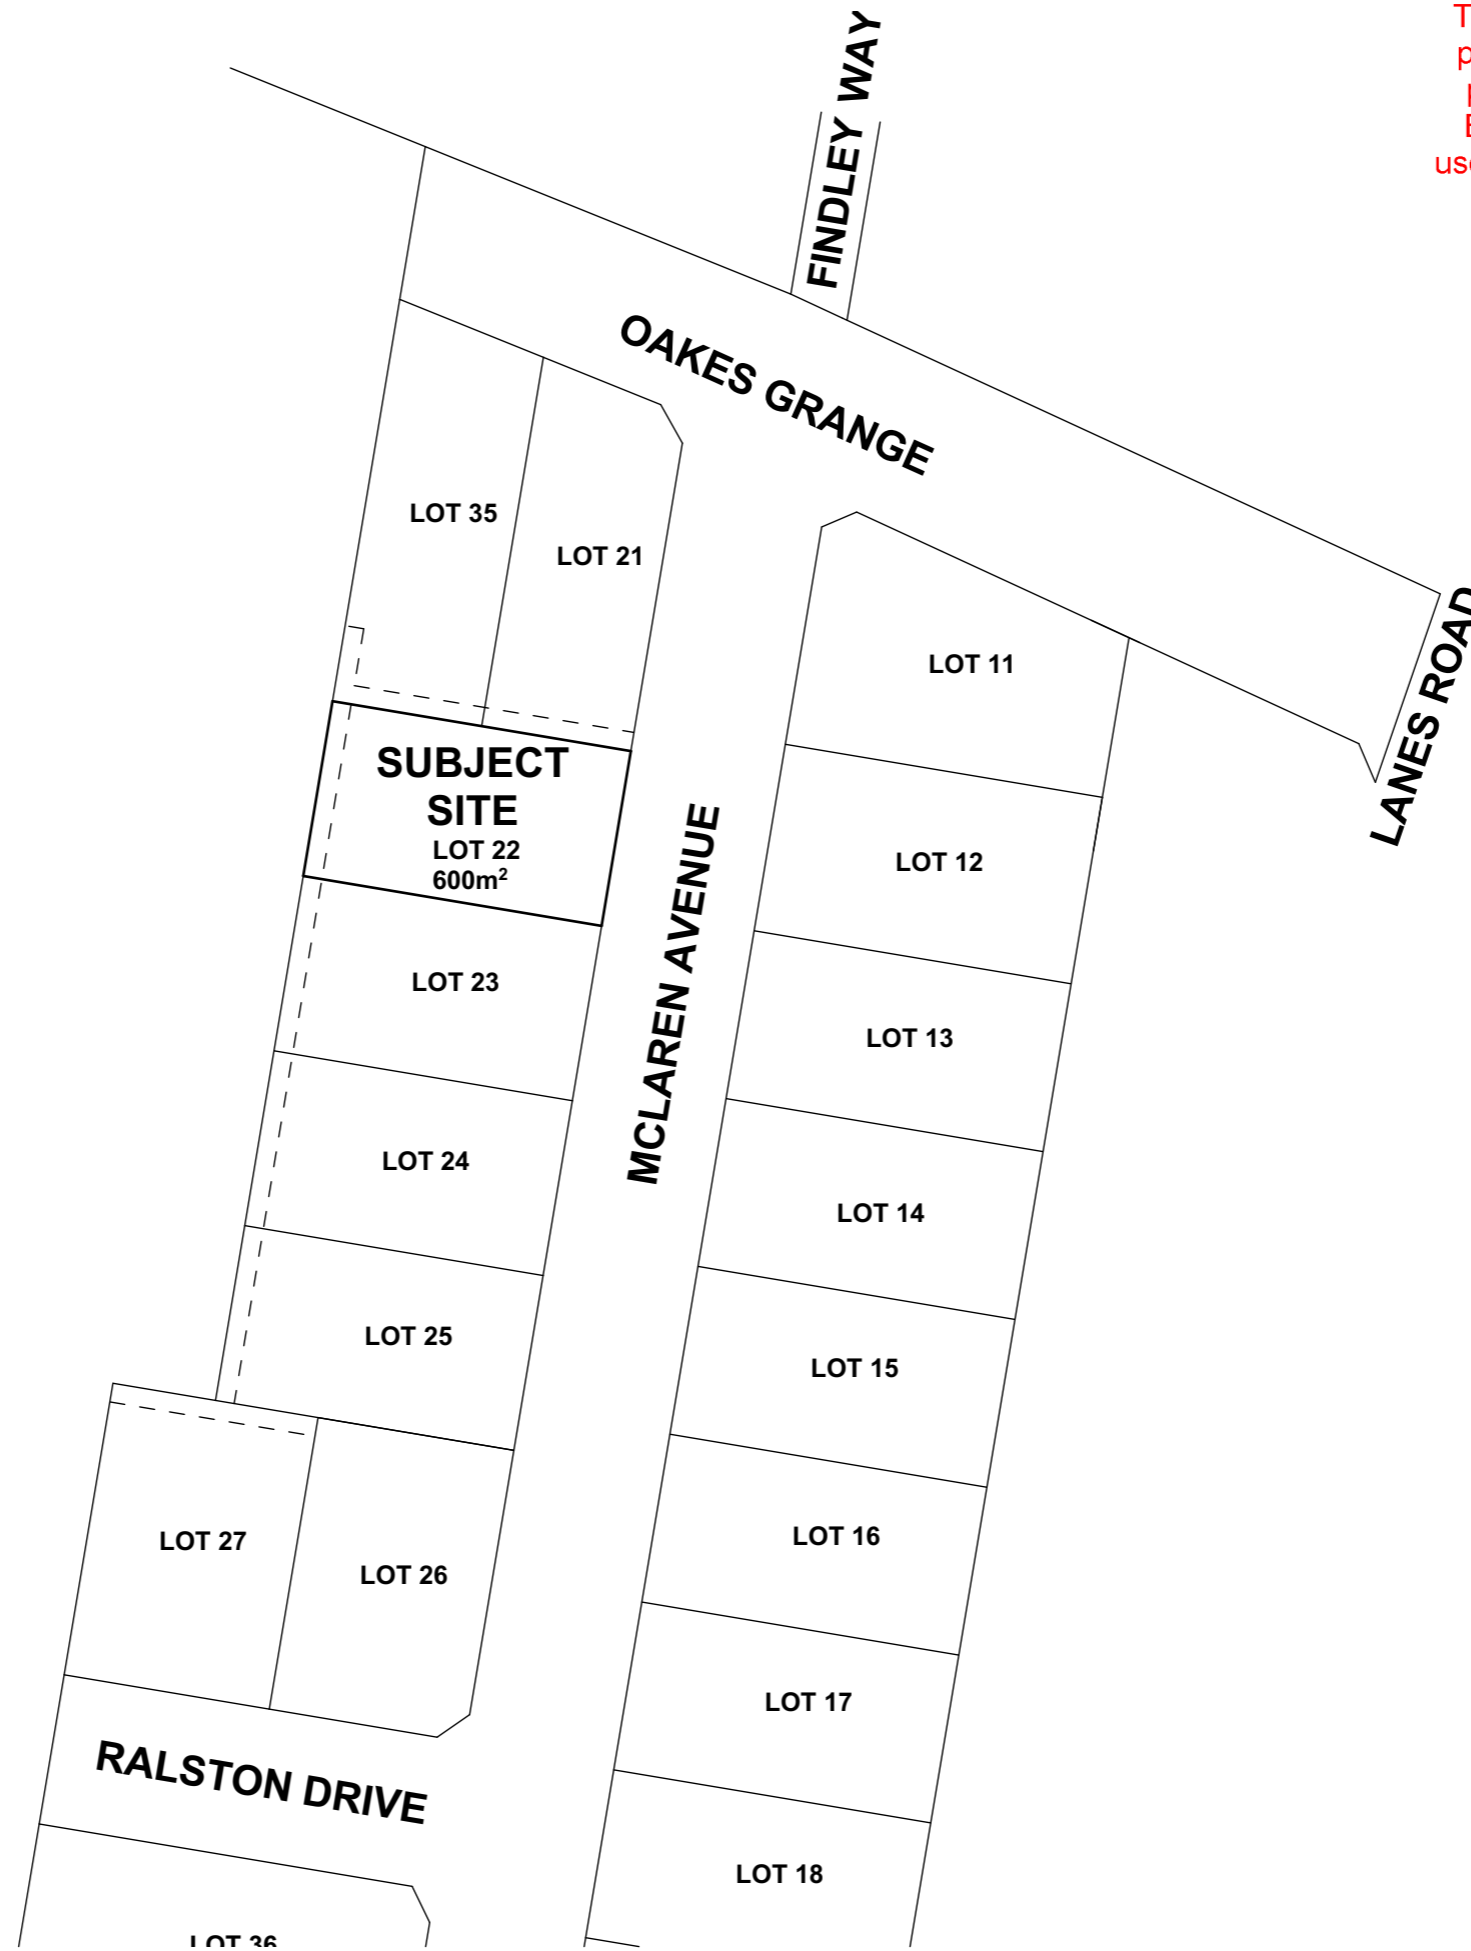 FINDLEY WAY
OAKES GRANGE
LOT 35
LOT 21
LOT 11
LANES ROAD
SUBJECT
SITE
LOT 22
600m²
LOT 12
MCLAREN AVENUE
LOT 23
LOT 13
LOT 24
LOT 14
LOT 25
LOT 15
LOT 27
LOT 26
LOT 16
LOT 17
RALSTON DRIVE
LOT 18
LOT 36